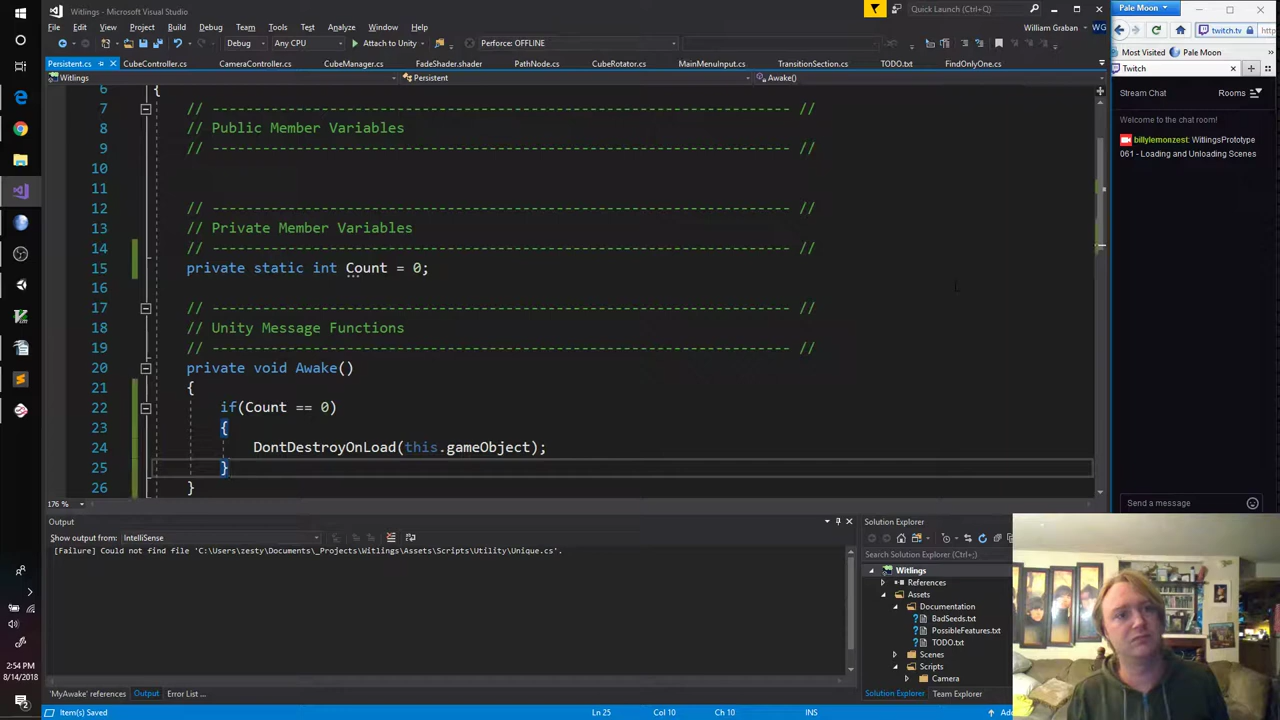 Witlings - Microsoft Visual Studio
Quick Launch (Ctrl+Q)
File Edit View Project Build Debug Team Tools Test Analyze Window Help
William Graban WG
Debug Any CPU Attach to Unity Perforce: OFFLINE
Persistent.cs CubeController.cs CameraController.cs CubeManager.cs FadeShader.shader PathNode.cs CubeRotator.cs MainMenuInput.cs TransitionSection.cs TODO.txt FindOnlyOne.cs
Witlings Persistent Awake()
6 {
7 // ---------------------------------------------------------------------- //
8 // Public Member Variables
9 // ---------------------------------------------------------------------- //
10
11
12 // ---------------------------------------------------------------------- //
13 // Private Member Variables
14 // ---------------------------------------------------------------------- //
15 private static int Count = 0;
16
17 // ---------------------------------------------------------------------- //
18 // Unity Message Functions
19 // ---------------------------------------------------------------------- //
20 private void Awake()
21 {
22 if(Count == 0)
23 {
24 DontDestroyOnLoad(this.gameObject);
25 }
26 }
176 %
Output
Show output from: IntelliSense
[Failure] Could not find file 'C:\Users\zesty\Documents\_Projects\Witlings\Assets\Scripts\Utility\Unique.cs'.
'MyAwake' references Output Error List ...
Item(s) Saved Ln 25 Col 10 Ch 10 INS
Solution Explorer
Search Solution Explorer (Ctrl+;)
Witlings
References
Assets
Documentation
BadSeeds.txt
PossibleFeatures.txt
TODO.txt
Scenes
Scripts
Camera
Solution Explorer Team Explorer
Pale Moon
twitch.tv
Most Visited Pale Moon
Twitch
Stream Chat Rooms
Welcome to the chat room!
billylemonzest: WitlingsPrototype
061 - Loading and Unloading Scenes
Send a message
2:54 PM
8/14/2018
2